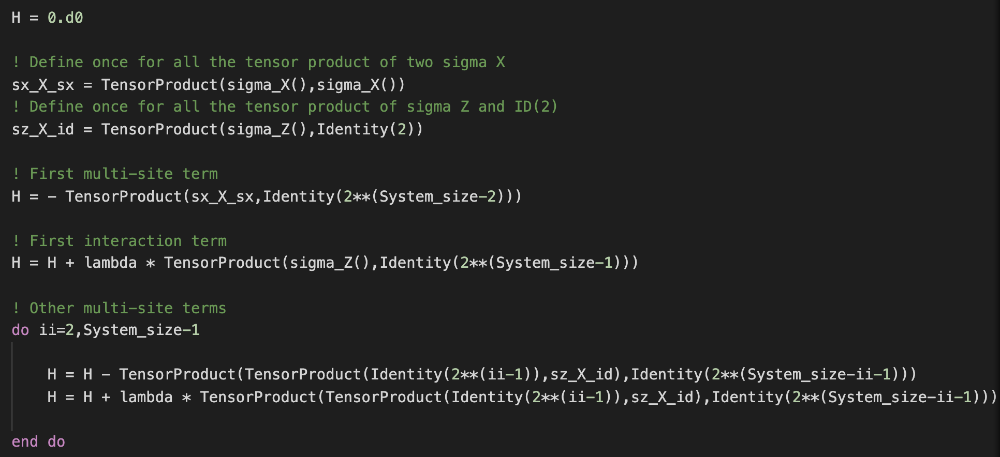 H = 0.d0
! Define once for all the tensor product of two sigma X
sx_X_sx = TensorProduct(sigma_X(),sigma_X())
! Define once for all the tensor product of sigma Z and ID(2)
sz_X_id = TensorProduct(sigma_Z(),Identity(2))
! First multi-site term
H = - TensorProduct(sx_X_sx,Identity(2**(System_size-2)))
! First interaction term
H = H + lambda * TensorProduct(sigma_Z(),Identity(2**(System_size-1)))
! Other multi-site terms
do ii=2,System_size-1
H = H - TensorProduct(TensorProduct(Identity(2**(ii-1)),sz_X_id),Identity(2**(System_size-ii-1)))
H = H + lambda * TensorProduct(TensorProduct(Identity(2**(ii-1)),sz_X_id),Identity(2**(System_size-ii-1)))
end do